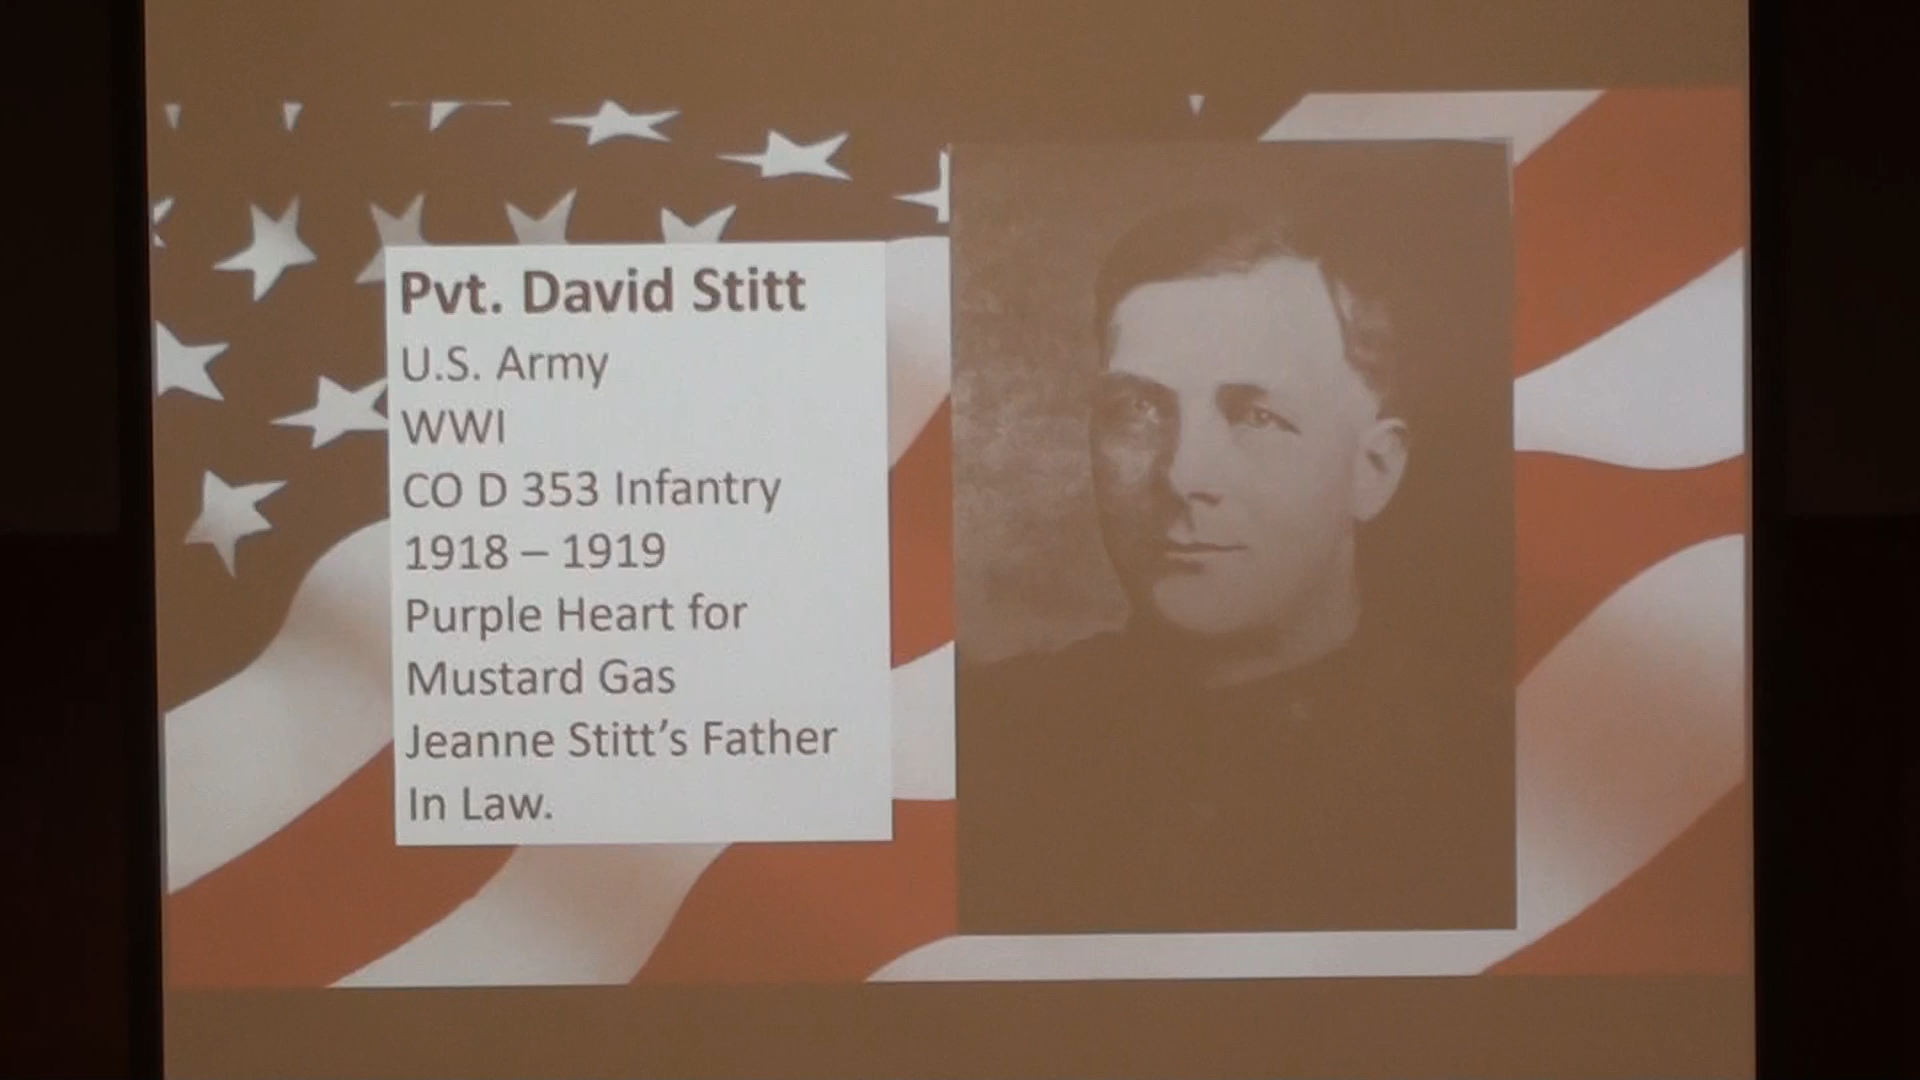 Pvt. David Stitt
U.S. Army
WWI
CO D 353 Infantry
1918 – 1919
Purple Heart for
Mustard Gas
Jeanne Stitt's Father
In Law.